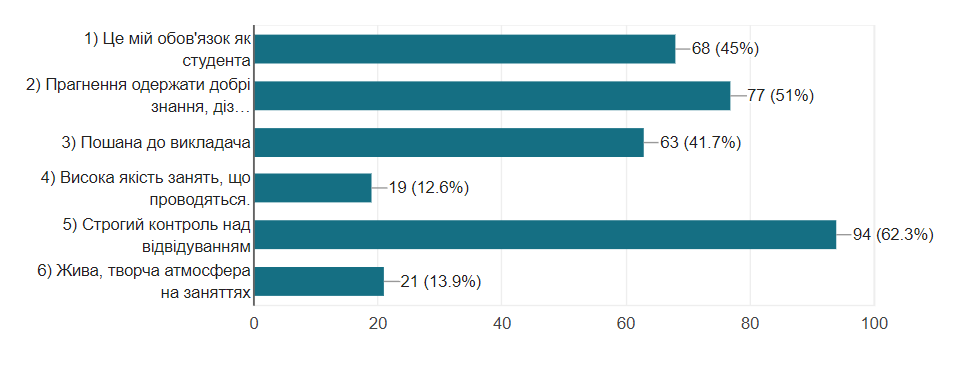 1) Це мій обов'язок як
студента
68 (45%)
2) Прагнення одержати добрі
знання, діз…
77 (51%)
3) Пошана до викладача
63 (41.7%)
4) Висока якість занять, що
проводяться.
19 (12.6%)
5) Строгий контроль над
відвідуванням
94 (62.3%)
6) Жива, творча атмосфера
на заняттях
21 (13.9%)
0 20 40 60 80 100